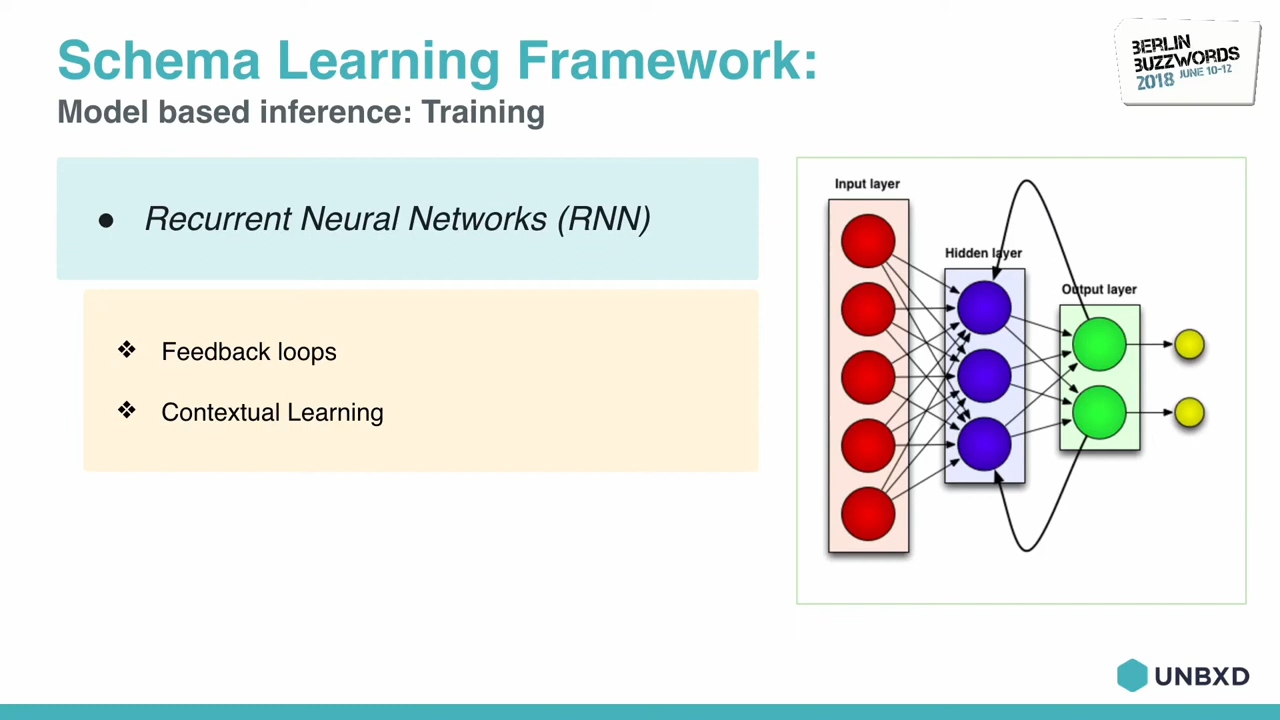 Schema Learning Framework:
Model based inference: Training
BERLIN
BUZZWORDS
2018 JUNE 10-12
● Recurrent Neural Networks (RNN)
❖ Feedback loops
❖ Contextual Learning
Input layer
Hidden layer
Output layer
UNBXD